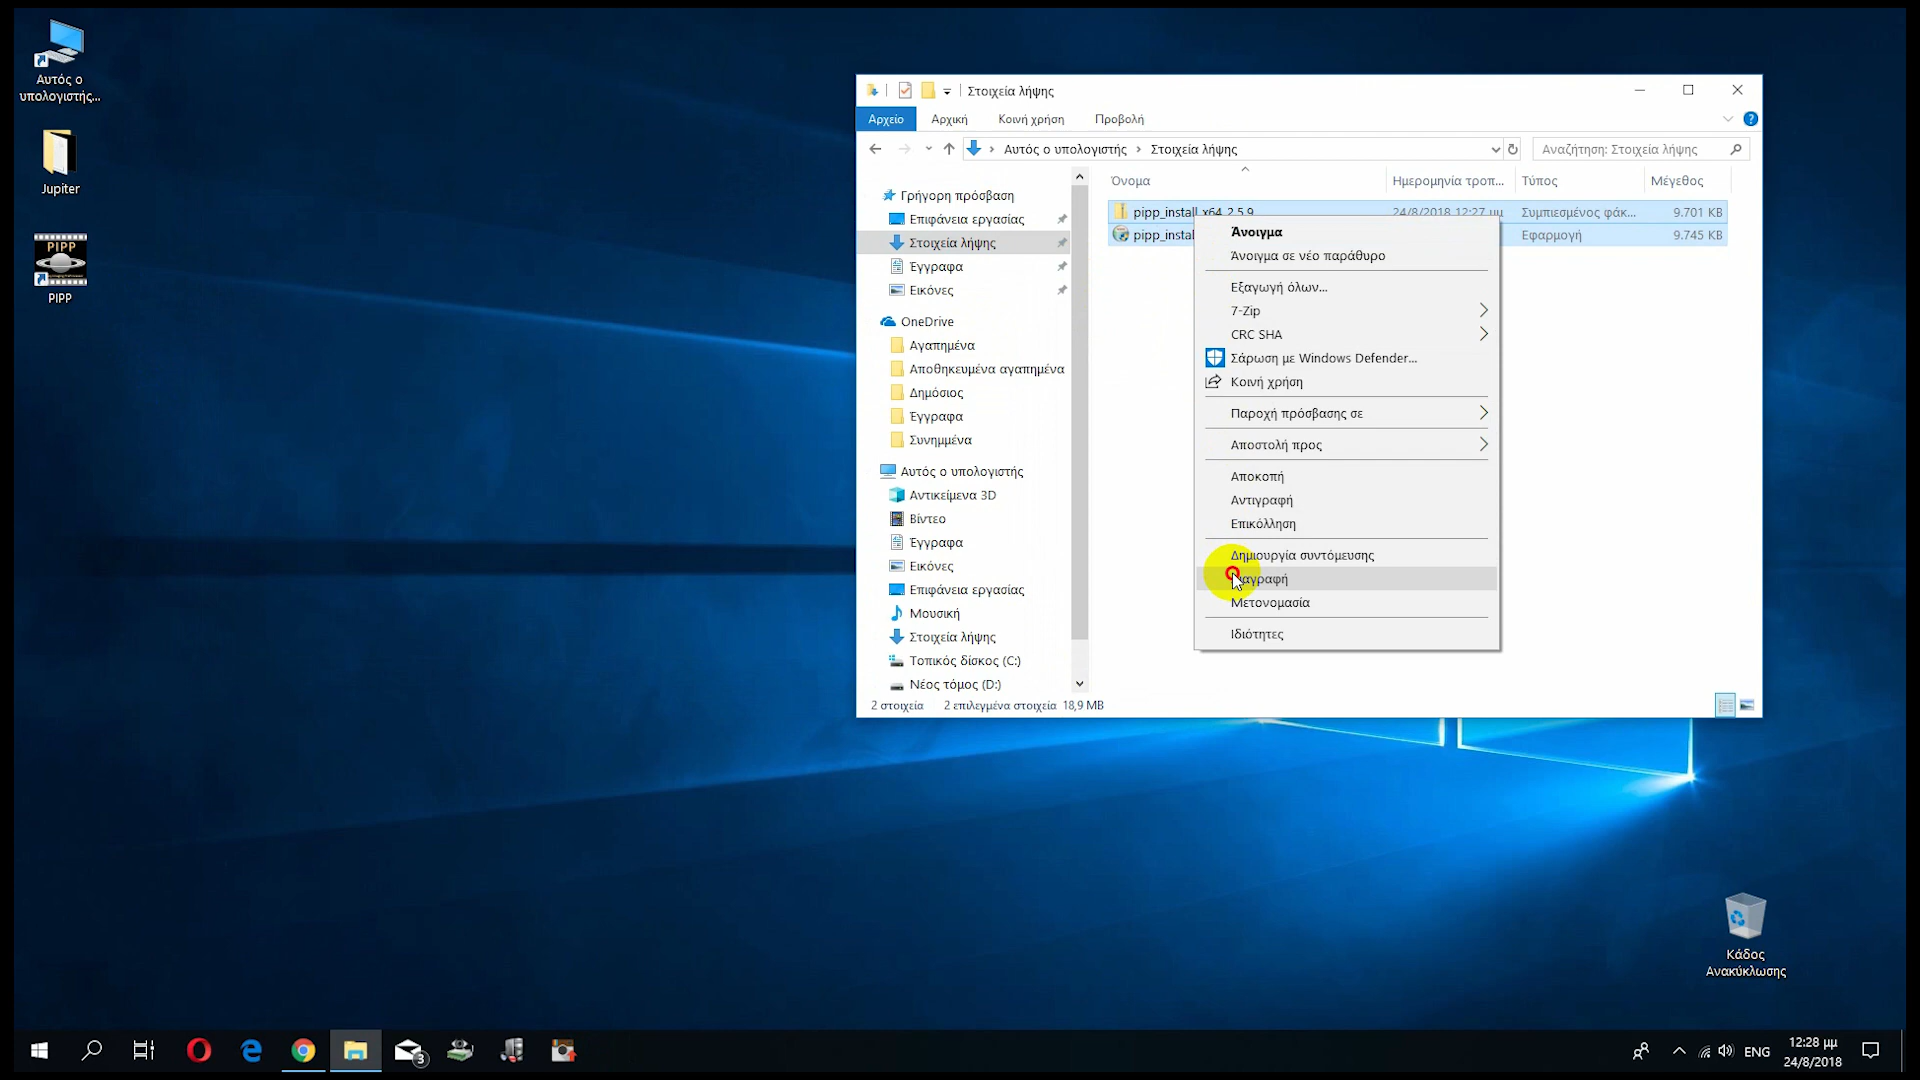 Αυτός ο
υπολογιστής...
Jupiter
PIPP
PIPP
Στοιχεία λήψης
Αρχείο
Αρχική
Κοινή χρήση
Προβολή
Αυτός ο υπολογιστής
Στοιχεία λήψης
Αναζήτηση: Στοιχεία λήψης
Γρήγορη πρόσβαση
Επιφάνεια εργασίας
Στοιχεία λήψης
Έγγραφα
Εικόνες
OneDrive
Αγαπημένα
Αποθηκευμένα αγαπημένα
Δημόσιος
Έγγραφα
Συνημμένα
Αυτός ο υπολογιστής
Αντικείμενα 3D
Βίντεο
Έγγραφα
Εικόνες
Επιφάνεια εργασίας
Μουσική
Στοιχεία λήψης
Τοπικός δίσκος (C:)
Νέος τόμος (D:)
Όνομα
Ημερομηνία τροπ...
Τύπος
Μέγεθος
pipp_install_x64_2.5.9
24/8/2018 12:27 μμ
Συμπιεσμένος φάκ...
9.701 KB
pipp_instal
Εφαρμογή
9.745 KB
Άνοιγμα
Άνοιγμα σε νέο παράθυρο
Εξαγωγή όλων...
7-Zip
CRC SHA
Σάρωση με Windows Defender...
Κοινή χρήση
Παροχή πρόσβασης σε
Αποστολή προς
Αποκοπή
Αντιγραφή
Επικόλληση
Δημιουργία συντόμευσης
Διαγραφή
Μετονομασία
Ιδιότητες
2 στοιχεία
2 επιλεγμένα στοιχεία 18,9 MB
Κάδος
Ανακύκλωσης
3
ENG
12:28 μμ
24/8/2018